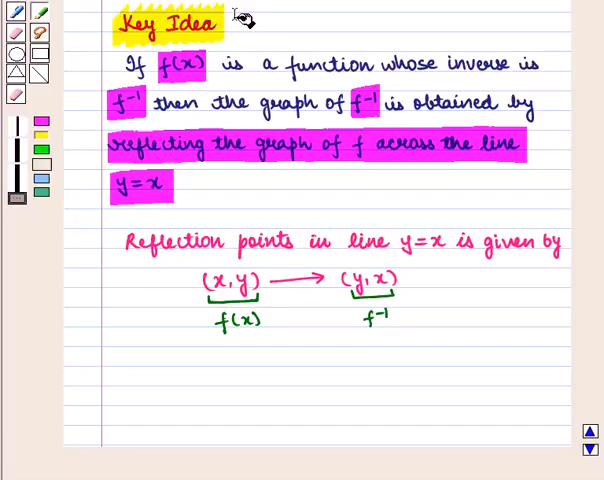 Key Idea
If f(x) is a function whose inverse is
f⁻¹ then the graph of f⁻¹ is obtained by
reflecting the graph of f across the line
y=x
Reflection points in line y=x is given by
(x,y) ⟶ (y,x)
f(x) f⁻¹